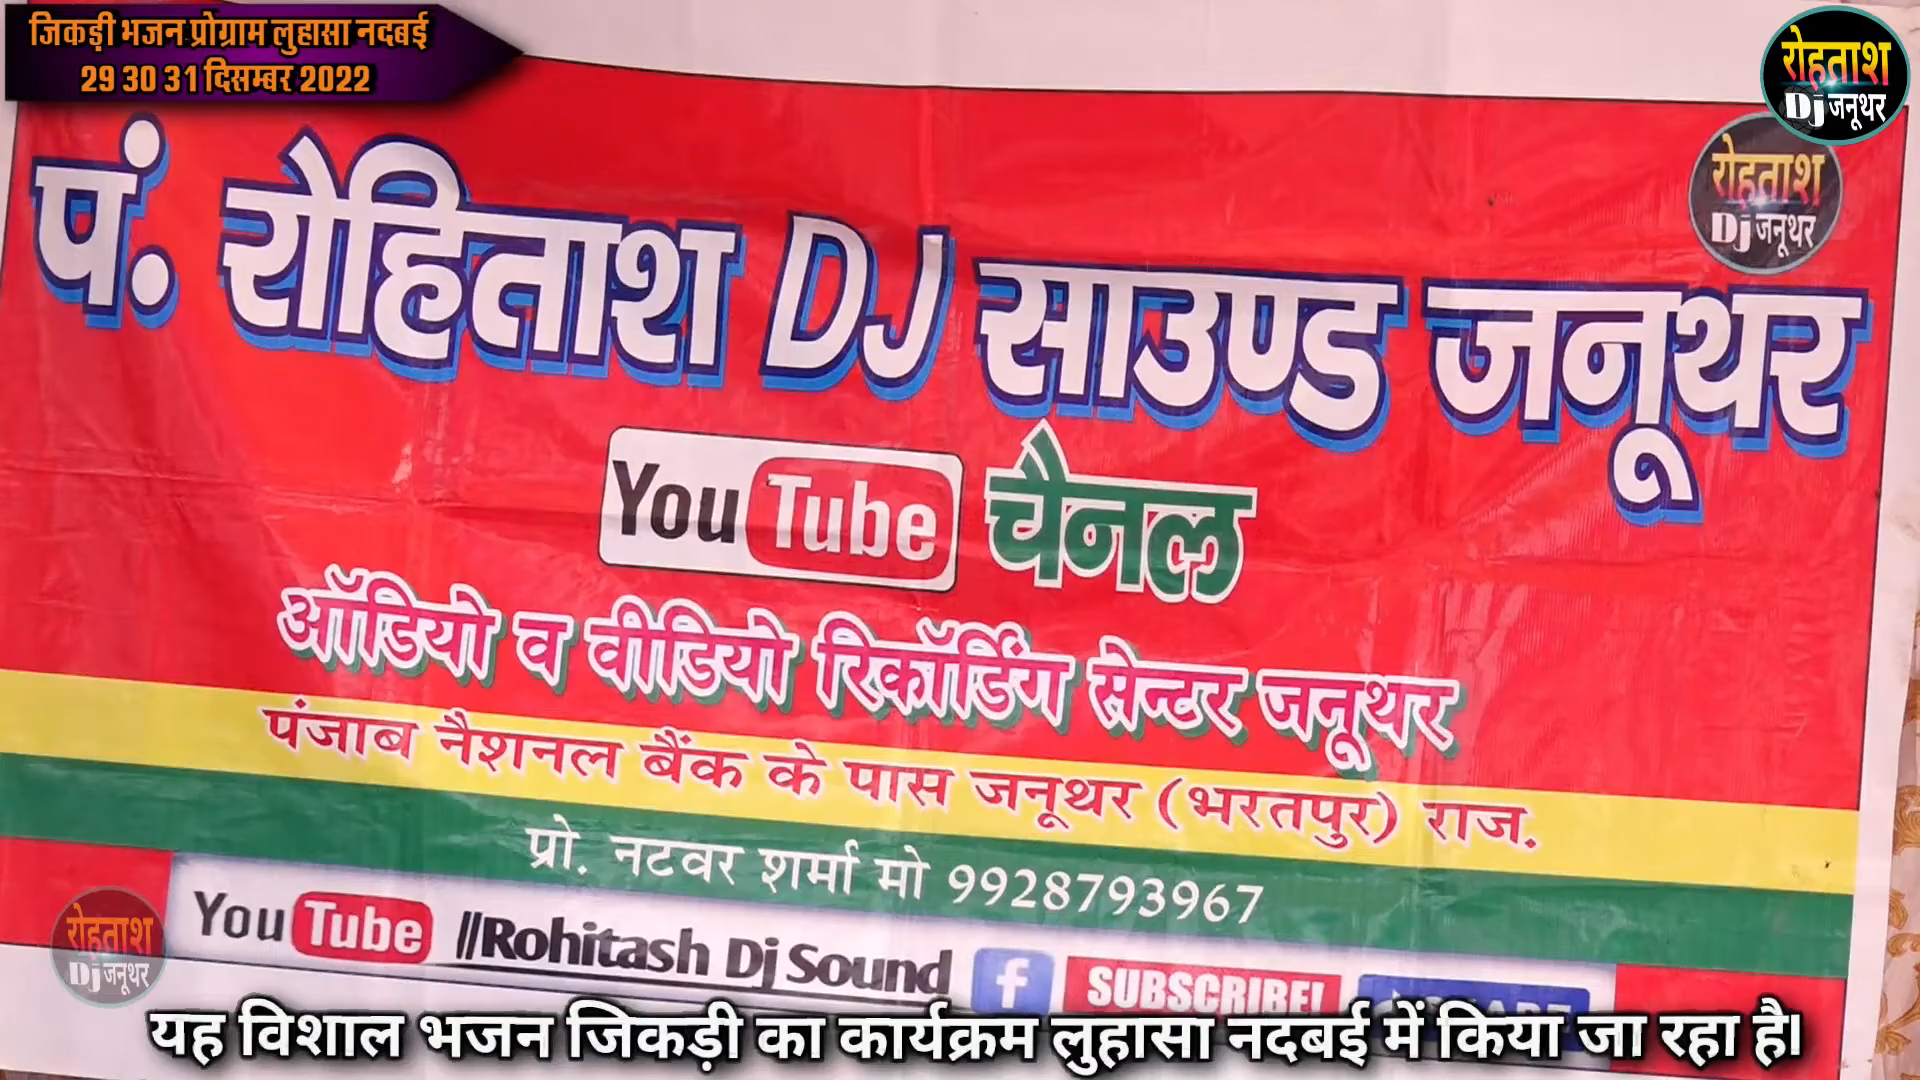 जिकड़ी भजन प्रोग्राम लुहासा नदबई
29 30 31 दिसम्बर 2022
रोहताश
Dj जनूथर
रोहताश
Dj जनूथर
पं. रोहिताश DJ साउण्ड जनूथर
YouTube चैनल
ऑडियो व वीडियो रिकॉर्डिंग सेन्टर जनूथर
पंजाब नैशनल बैंक के पास जनूथर (भरतपुर) राज.
प्रो. नटवर शर्मा मो 9928793967
YouTube //Rohitash Dj Sound f SUBSCRIBE!
रोहताश
Dj जनूथर
यह विशाल भजन जिकड़ी का कार्यक्रम लुहासा नदबई में किया जा रहा है।